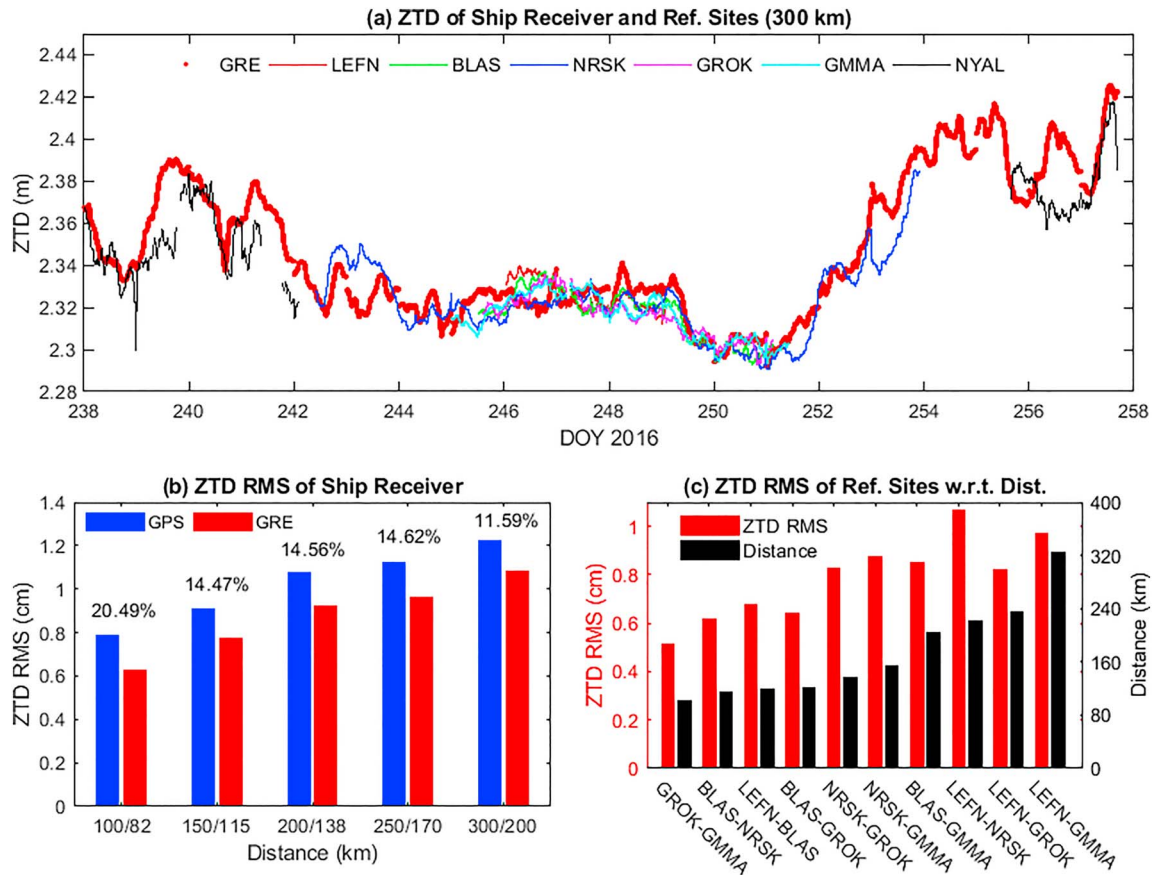 (a) ZTD of Ship Receiver and Ref. Sites (300 km)
2.44
2.42
2.4
2.38
2.36
2.34
2.32
2.3
2.28
ZTD (m)
GRE LEFN BLAS NRSK GROK GMMA NYAL
238 240 242 244 246 248 250 252 254 256 258
DOY 2016
(b) ZTD RMS of Ship Receiver
1.4
1.2
1
0.8
0.6
0.4
0.2
0
ZTD RMS (cm)
GPS GRE
20.49%
14.47%
14.56%
14.62%
11.59%
100/82 150/115 200/138 250/170 300/200
Distance (km)
(c) ZTD RMS of Ref. Sites w.r.t. Dist.
1
0.8
0.6
0.4
0.2
0
ZTD RMS (cm)
ZTD RMS
Distance
400
320
240
160
80
0
Distance (km)
GROK-GMMA
BLAS-NRSK
LEFN-BLAS
BLAS-GROK
NRSK-GROK
NRSK-GMMA
BLAS-GMMA
LEFN-NRSK
LEFN-GROK
LEFN-GMMA